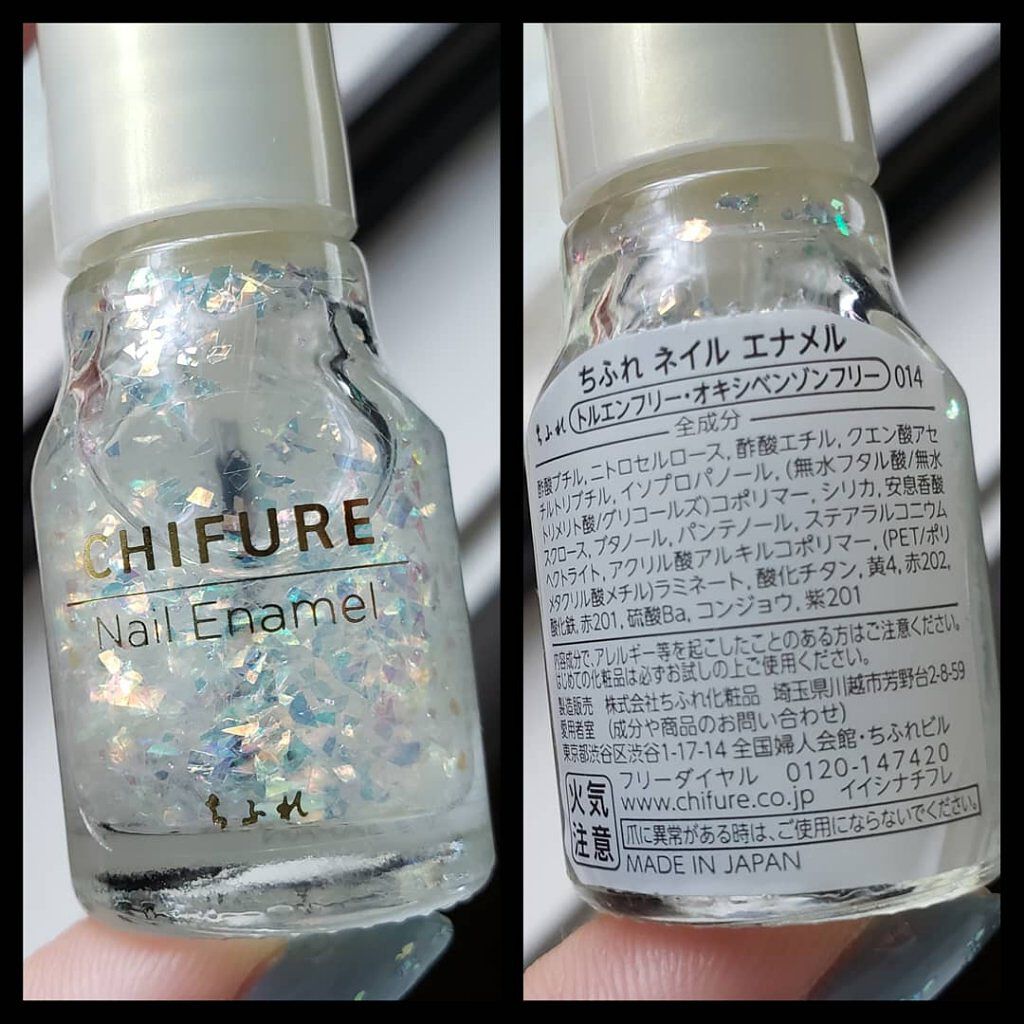 CHIFURE
Nail Enamel
ちふれ
ちふれ ネイル エナメル
ちふれ トルエンフリー・オキシベンゾンフリー 014
全成分
酢酸ブチル, ニトロセルロース, 酢酸エチル, クエン酸アセ
チルトリブチル, イソプロパノール, (無水フタル酸/無水
トリメリト酸/グリコールズ)コポリマー, シリカ, 安息香酸
スクロース, ブタノール, パンテノール, ステアラルコニウム
ヘクトライト, アクリル酸アルキルコポリマー, (PET/ポリ
メタクリル酸メチル)ラミネート, 酸化チタン, 黄4, 赤202,
酸化鉄, 赤201, 硫酸Ba, コンジョウ, 紫201
内容成分で、アレルギー等を起こしたことのある方はご注意ください。
はじめての化粧品は必ずお試しの上ご使用ください。
製造販売 株式会社ちふれ化粧品 埼玉県川越市芳野台2-8-59
愛用者室 (成分や商品のお問い合わせ)
東京都渋谷区渋谷1-17-14 全国婦人会館・ちふれビル
フリーダイヤル 0120-147420
火気注意 www.chifure.co.jp イイシナチフレ
爪に異常がある時は、ご使用にならないでください。
MADE IN JAPAN